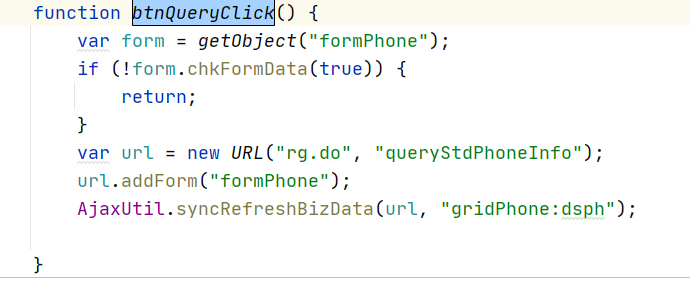 function btnQueryClick() {
    var form = getObject("formPhone");
    if (!form.chkFormData(true)) {
        return;
    }
    var url = new URL("rg.do", "queryStdPhoneInfo");
    url.addForm("formPhone");
    AjaxUtil.syncRefreshBizData(url, "gridPhone:dsph");
}